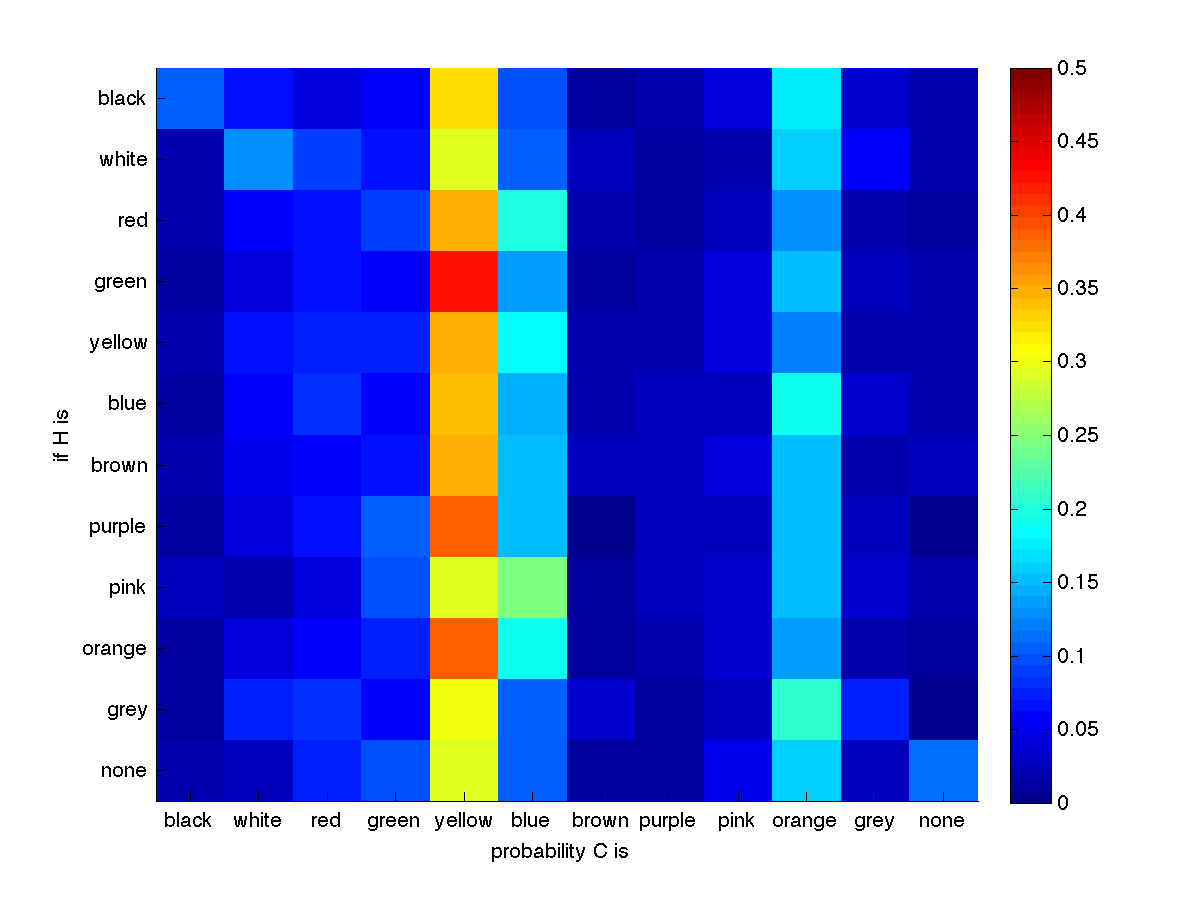 black
white
red
green
yellow
blue
brown
purple
pink
orange
grey
none
if H is
black white red green yellow blue brown purple pink orange grey none
probability C is
0.5
0.45
0.4
0.35
0.3
0.25
0.2
0.15
0.1
0.05
0